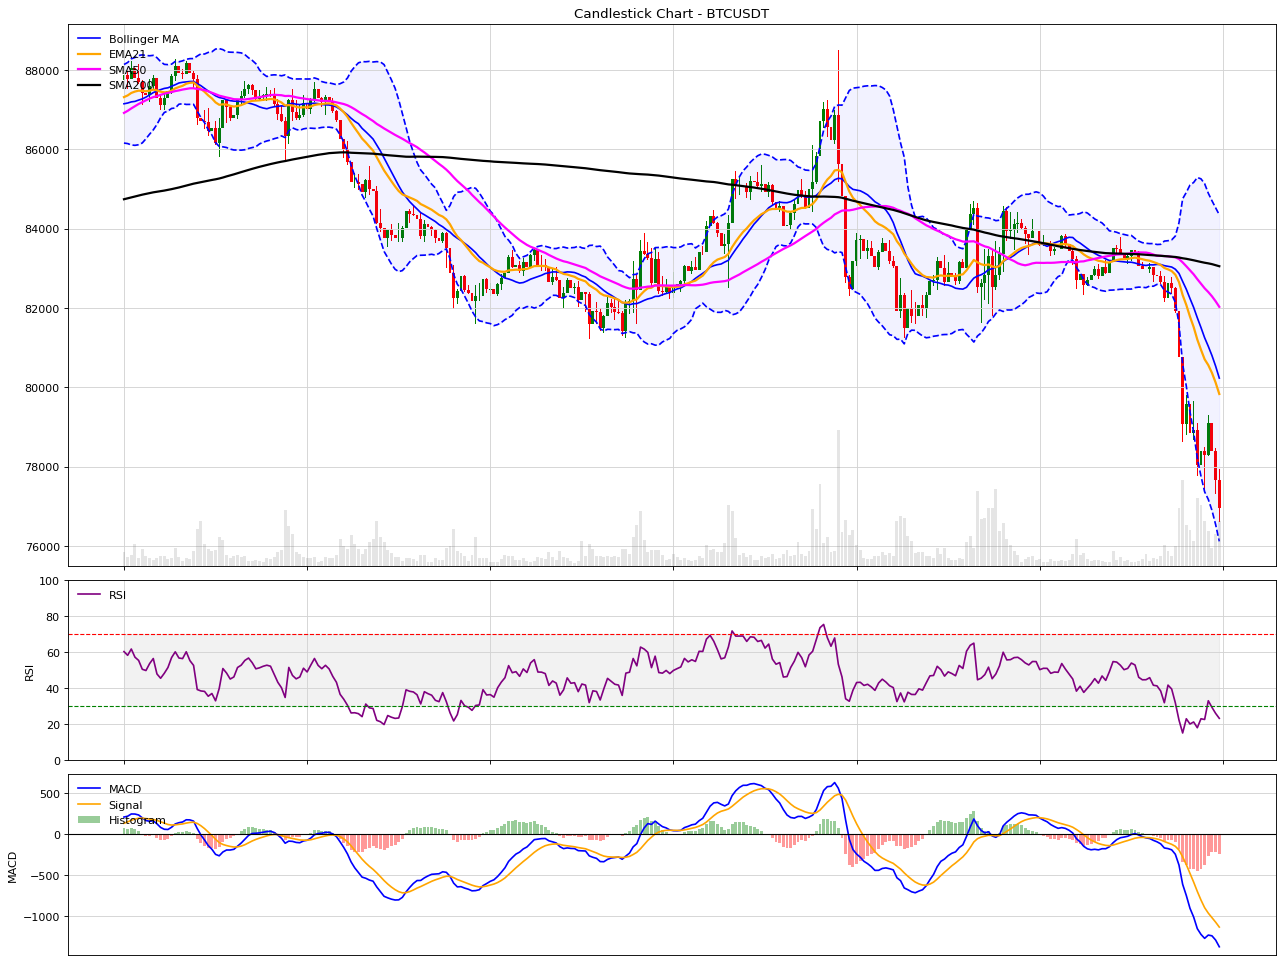 Candlestick Chart - BTCUSDT
Bollinger MA
EMA21
SMA50
SMA200
88000
86000
84000
82000
80000
78000
76000
RSI
100
80
60
40
20
0
RSI
MACD
Signal
Histogram
500
0
−500
−1000
MACD